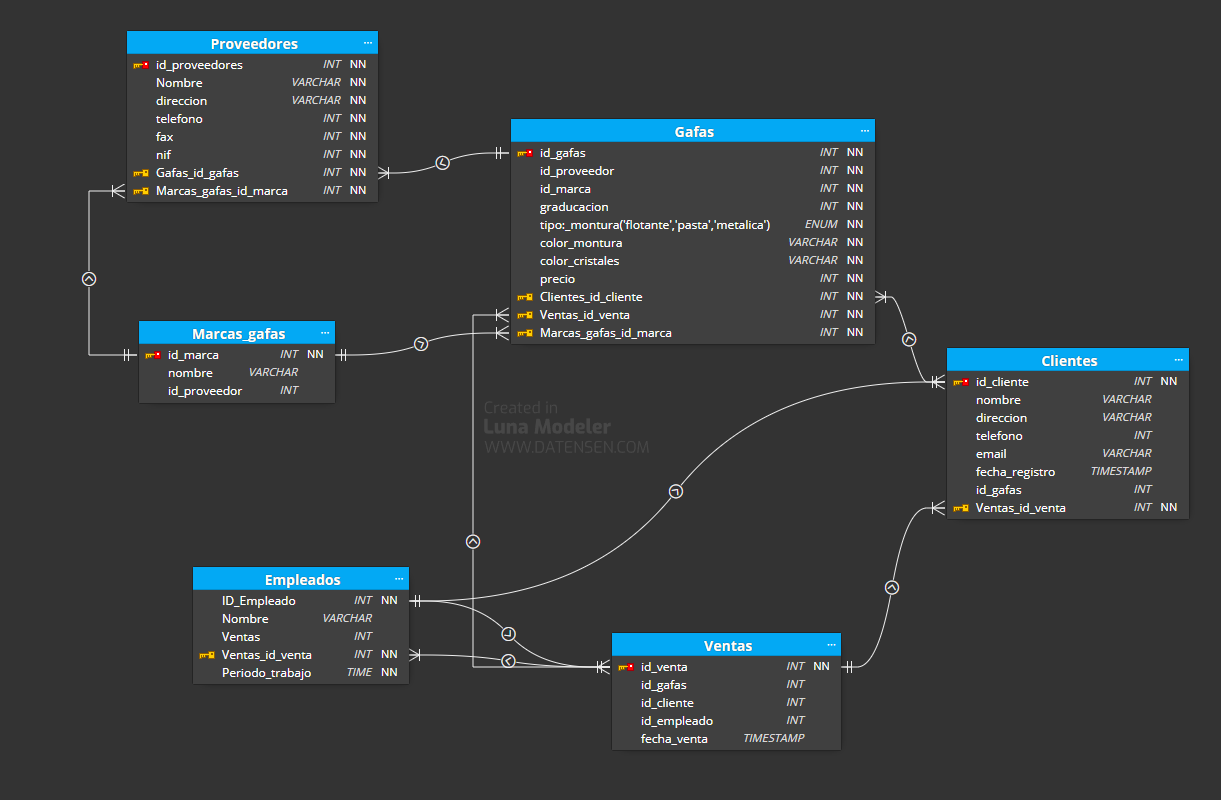 Proveedores ...
id_proveedores INT NN
Nombre VARCHAR NN
direccion VARCHAR NN
telefono INT NN
fax INT NN
nif INT NN
Gafas_id_gafas INT NN
Marcas_gafas_id_marca INT NN
Gafas ...
id_gafas INT NN
id_proveedor INT NN
id_marca INT NN
graducacion INT NN
tipo:_montura('flotante','pasta','metalica') ENUM NN
color_montura VARCHAR NN
color_cristales VARCHAR NN
precio INT NN
Clientes_id_cliente INT NN
Ventas_id_venta INT NN
Marcas_gafas_id_marca INT NN
Marcas_gafas ...
id_marca INT NN
nombre VARCHAR
id_proveedor INT
Clientes ...
id_cliente INT NN
nombre VARCHAR
direccion VARCHAR
telefono INT
email VARCHAR
fecha_registro TIMESTAMP
id_gafas INT
Ventas_id_venta INT NN
Created in
Luna Modeler
WWW.DATENSEN.COM
Empleados ...
ID_Empleado INT NN
Nombre VARCHAR
Ventas INT
Ventas_id_venta INT NN
Periodo_trabajo TIME NN
Ventas ...
id_venta INT NN
id_gafas INT
id_cliente INT
id_empleado INT
fecha_venta TIMESTAMP